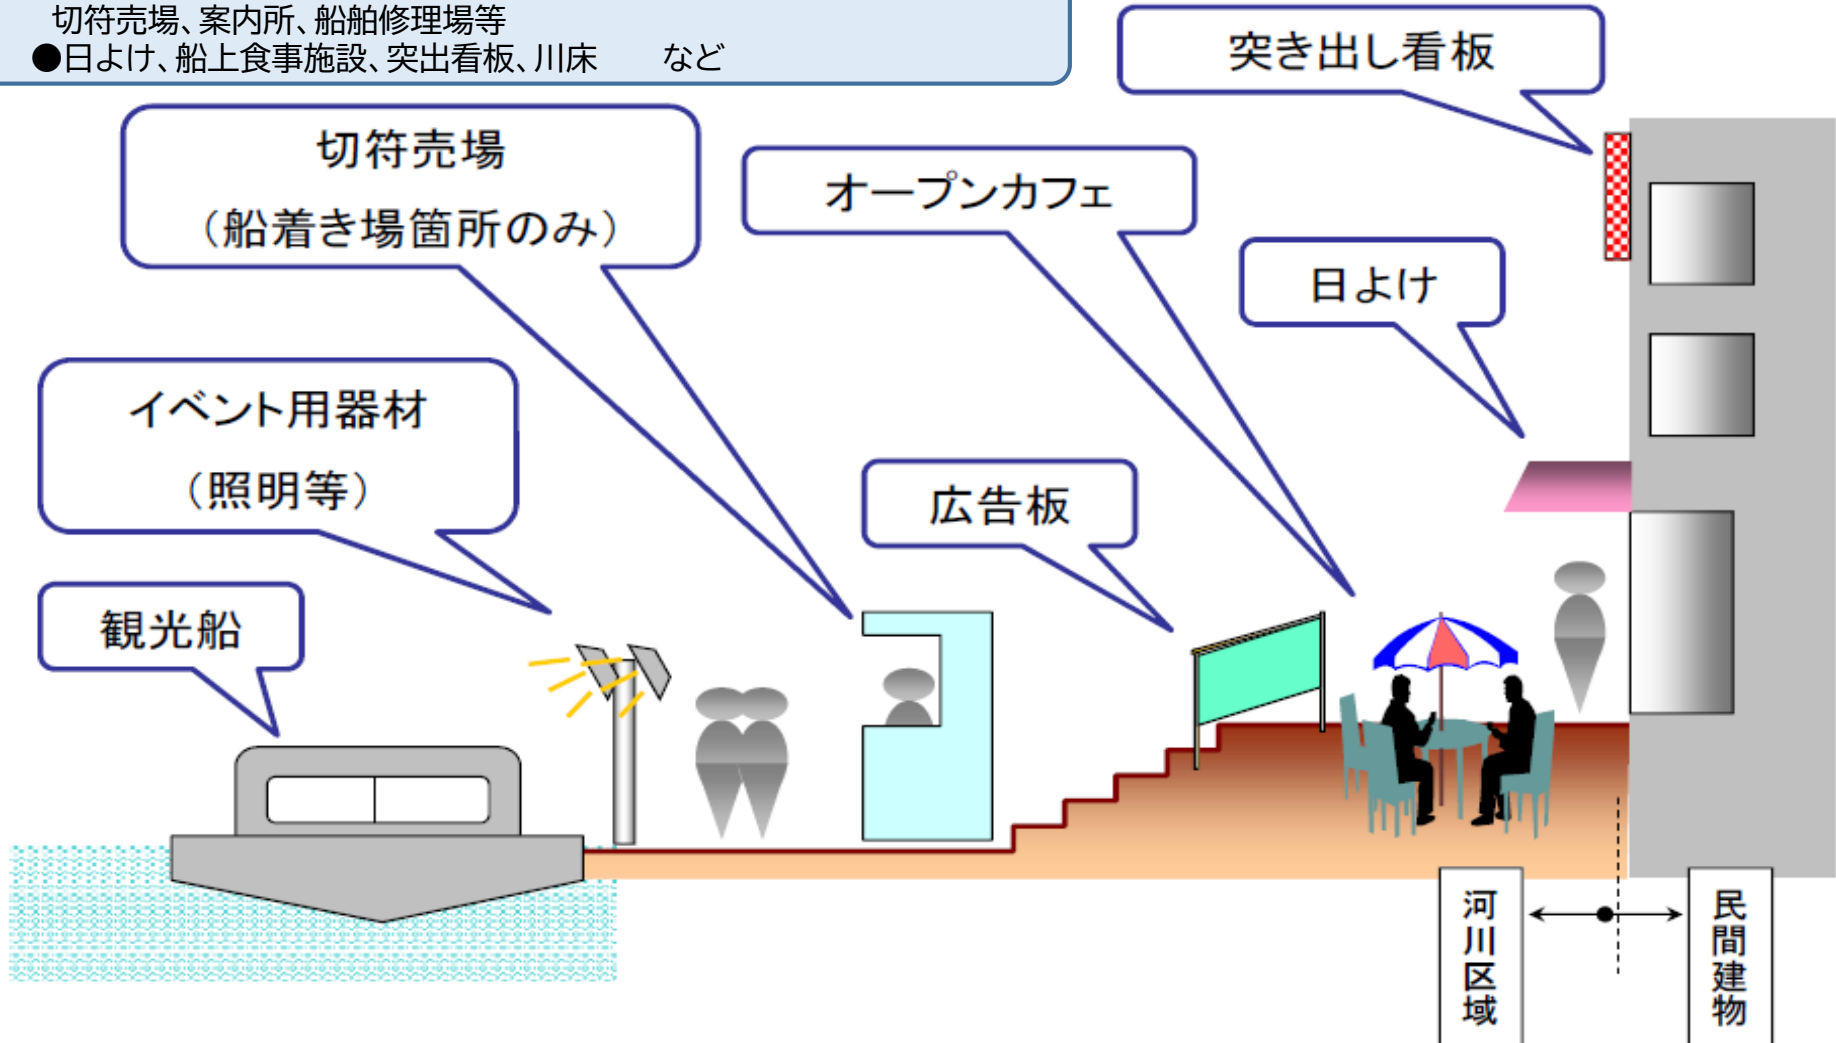 切符売場、案内所、船舶修理場等
●日よけ、船上食事施設、突出看板、川床　　など
突き出し看板
切符売場
（船着き場箇所のみ）
オープンカフェ
日よけ
イベント用器材
（照明等）
広告板
観光船
河川区域
民間建物